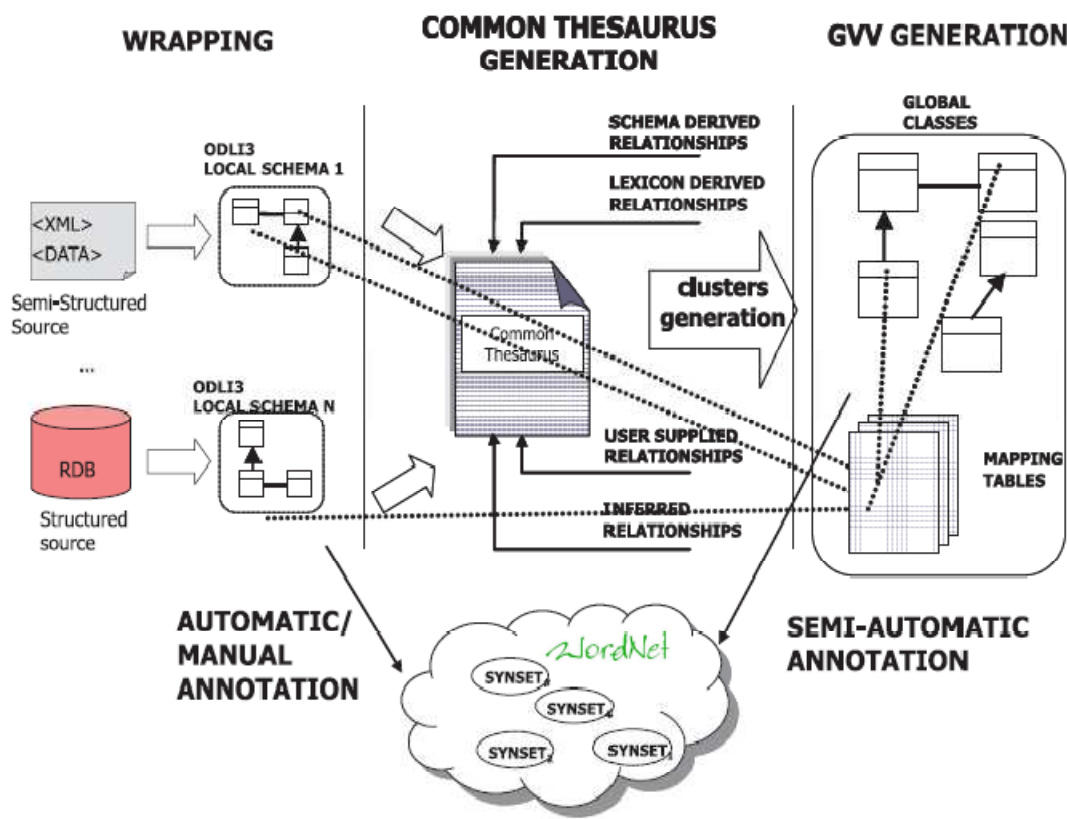 WRAPPING
COMMON THESAURUS
GENERATION
GVV GENERATION
ODLI3
LOCAL SCHEMA 1
<XML>
<DATA>
Semi-Structured
Source
...
ODLI3
LOCAL SCHEMA N
RDB
Structured
source
SCHEMA DERIVED
RELATIONSHIPS
LEXICON DERIVED
RELATIONSHIPS
Common
Thesaurus
clusters
generation
USER SUPPLIED
RELATIONSHIPS
INFERRED
RELATIONSHIPS
GLOBAL
CLASSES
MAPPING
TABLES
AUTOMATIC/
MANUAL
ANNOTATION
SEMI-AUTOMATIC
ANNOTATION
WordNet
SYNSET
SYNSET
SYNSET
SYNSET